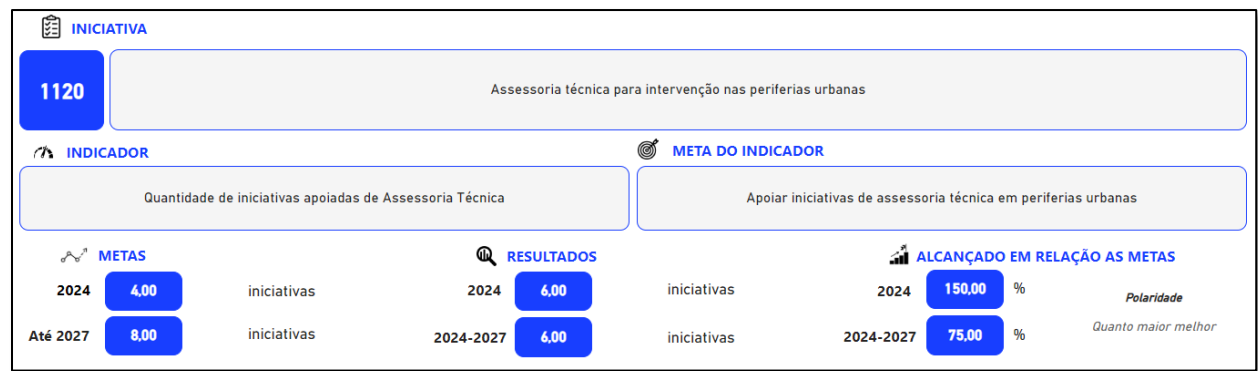 INICIATIVA
1120
Assessoria técnica para intervenção nas periferias urbanas
INDICADOR
META DO INDICADOR
Quantidade de iniciativas apoiadas de Assessoria Técnica
Apoiar iniciativas de assessoria técnica em periferias urbanas
METAS
RESULTADOS
ALCANÇADO EM RELAÇÃO AS METAS
2024 4,00 iniciativas 2024 6,00 iniciativas 2024 150,00 %
Polaridade
Até 2027 8,00 iniciativas 2024-2027 6,00 iniciativas 2024-2027 75,00 %
Quanto maior melhor